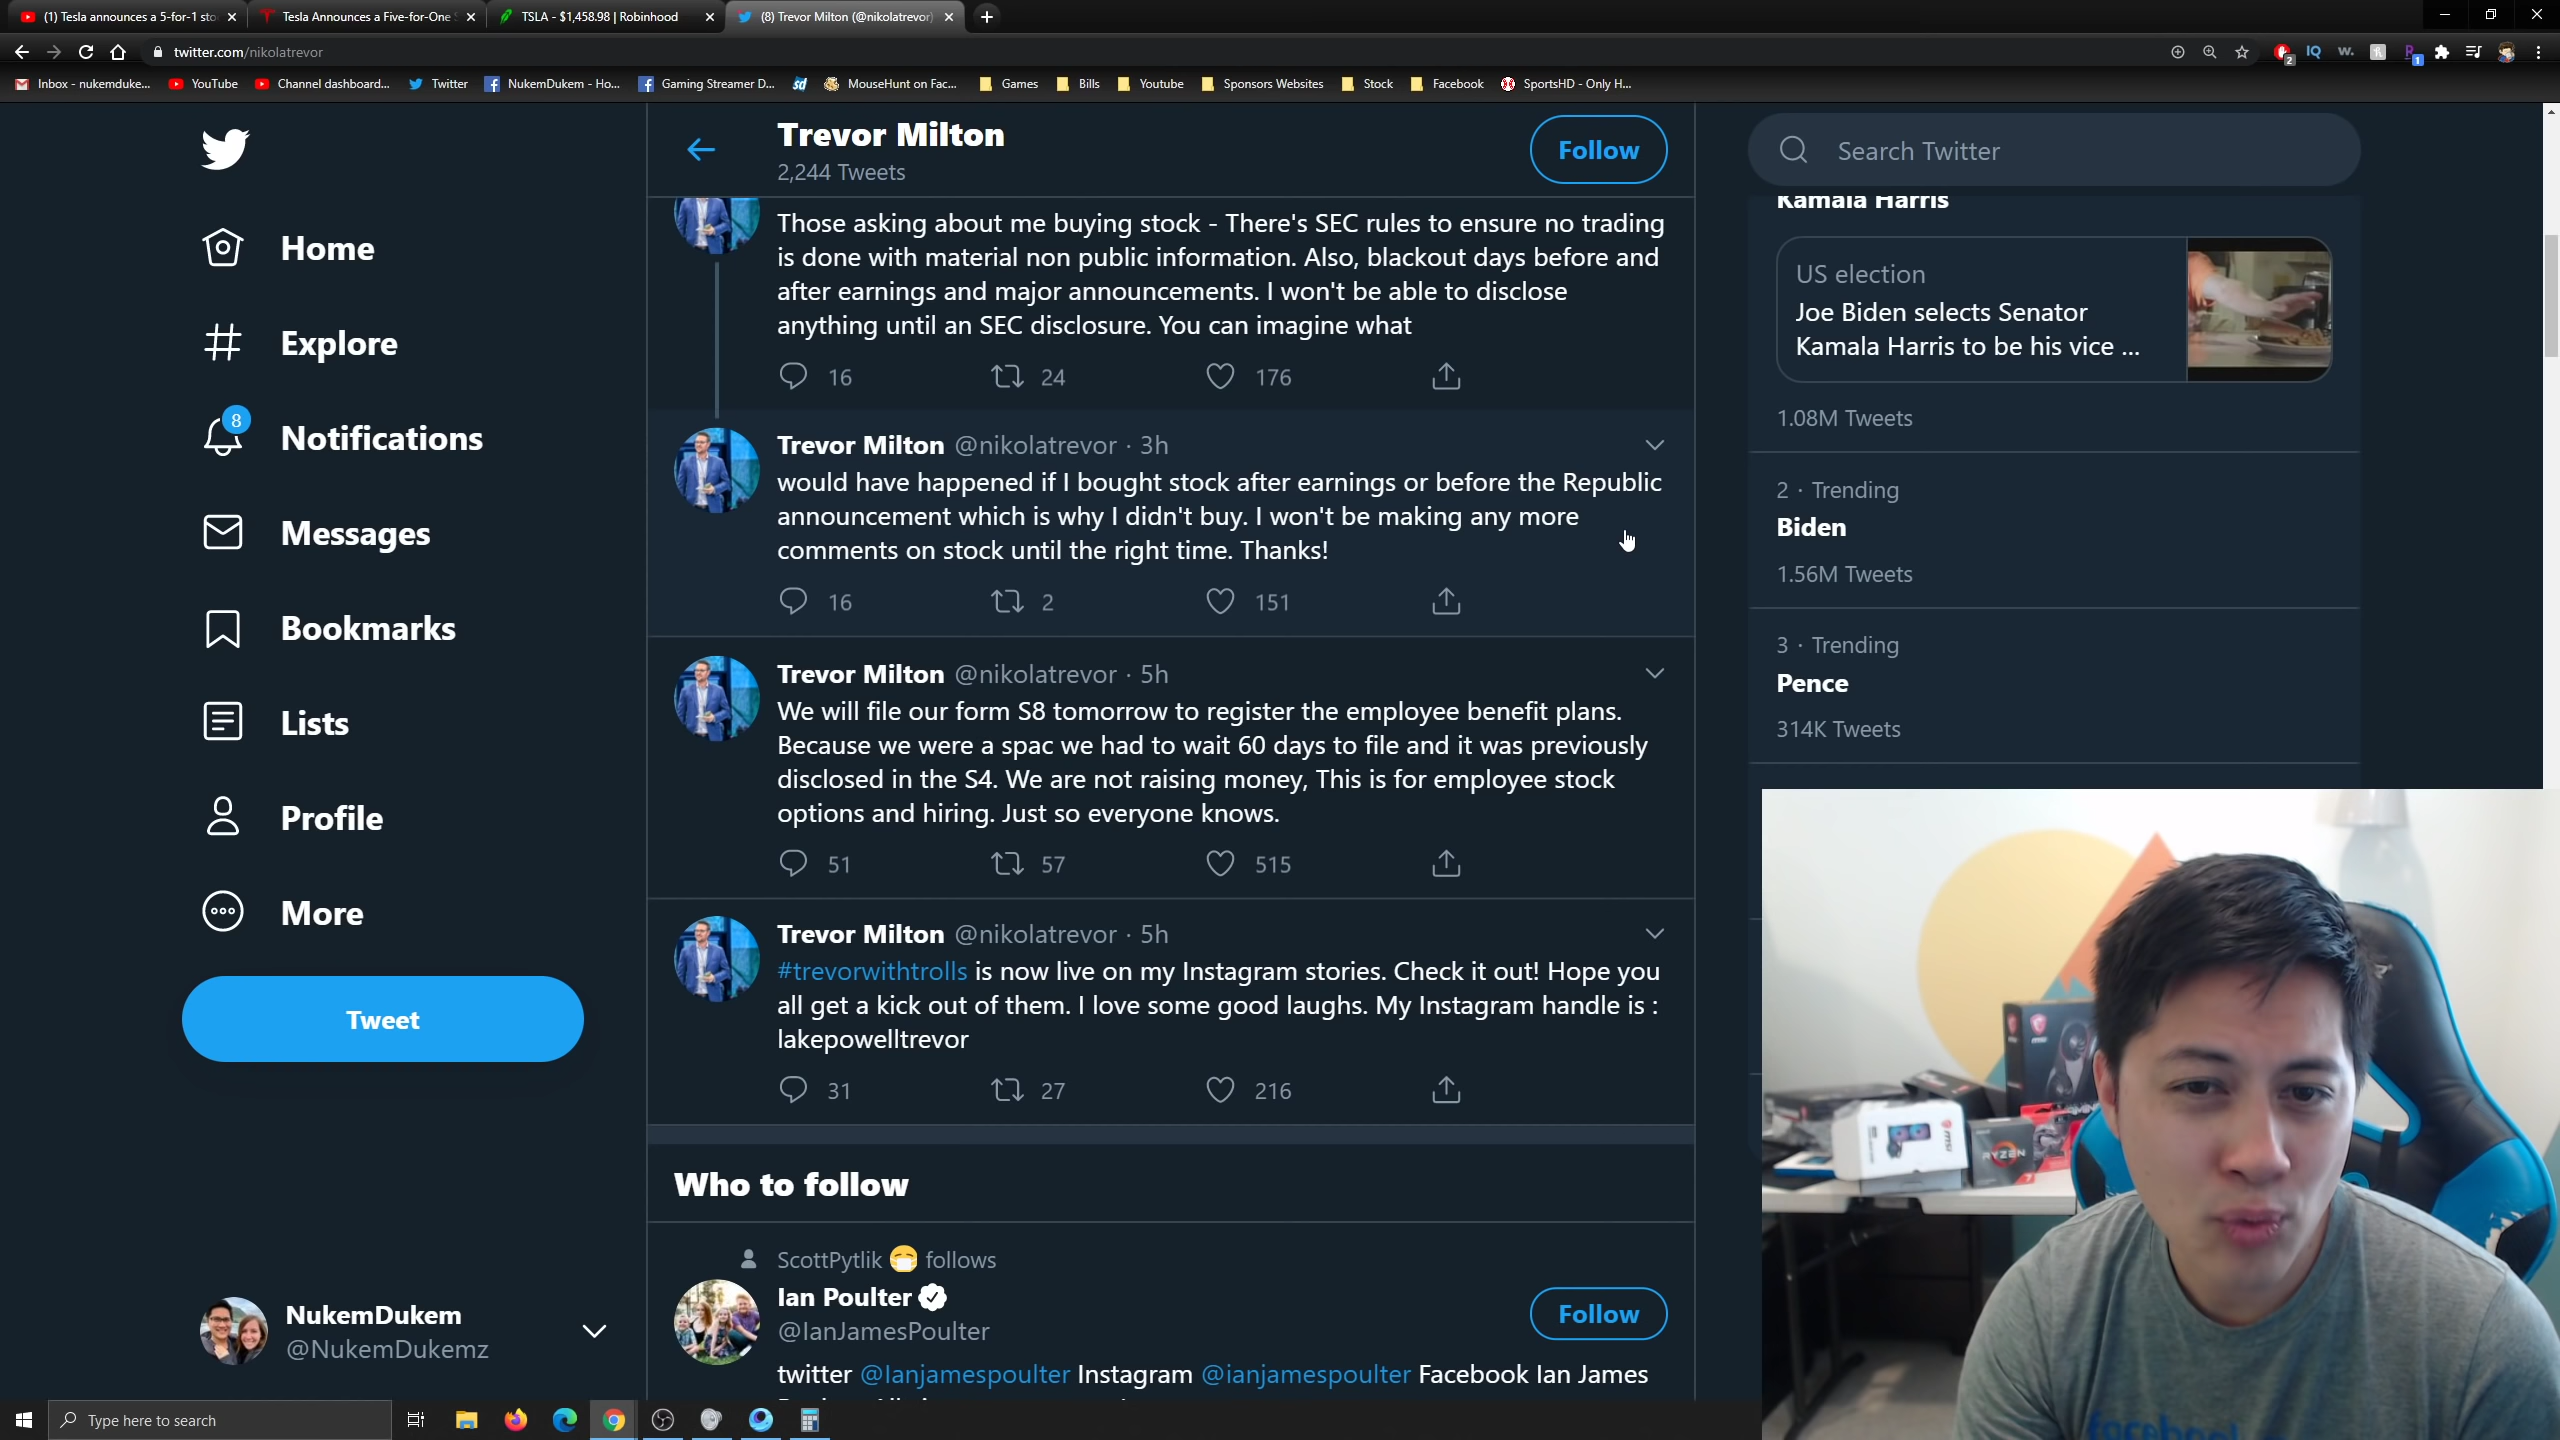 (1) Tesla announces a 5-for-1 sto
Tesla Announces a Five-for-One S
TSLA - $1,458.98 | Robinhood
(8) Trevor Milton (@nikolatrevor)
twitter.com/nikolatrevor
Inbox - nukemduke...
YouTube
Channel dashboard...
Twitter
NukemDukem - Ho...
Gaming Streamer D...
MouseHunt on Fac...
Games
Bills
Youtube
Sponsors Websites
Stock
Facebook
SportsHD - Only H...
Home
Explore
8
Notifications
Messages
Bookmarks
Lists
Profile
More
Tweet
NukemDukem
@NukemDukemz
Trevor Milton
2,244 Tweets
Follow
Those asking about me buying stock - There's SEC rules to ensure no trading
is done with material non public information. Also, blackout days before and
after earnings and major announcements. I won't be able to disclose
anything until an SEC disclosure. You can imagine what
16 24 176
Trevor Milton @nikolatrevor · 3h
would have happened if I bought stock after earnings or before the Republic
announcement which is why I didn't buy. I won't be making any more
comments on stock until the right time. Thanks!
16 2 151
Trevor Milton @nikolatrevor · 5h
We will file our form S8 tomorrow to register the employee benefit plans.
Because we were a spac we had to wait 60 days to file and it was previously
disclosed in the S4. We are not raising money, This is for employee stock
options and hiring. Just so everyone knows.
51 57 515
Trevor Milton @nikolatrevor · 5h
#trevorwithtrolls is now live on my Instagram stories. Check it out! Hope you
all get a kick out of them. I love some good laughs. My Instagram handle is :
lakepowelltrevor
31 27 216
Who to follow
ScottPytlik 😷 follows
Ian Poulter
@IanJamesPoulter
Follow
twitter @Ianjamespoulter Instagram @ianjamespoulter Facebook Ian James
Search Twitter
Kamala Harris
US election
Joe Biden selects Senator
Kamala Harris to be his vice ...
1.08M Tweets
2 · Trending
Biden
1.56M Tweets
3 · Trending
Pence
314K Tweets
RYZEN
facebook
Type here to search